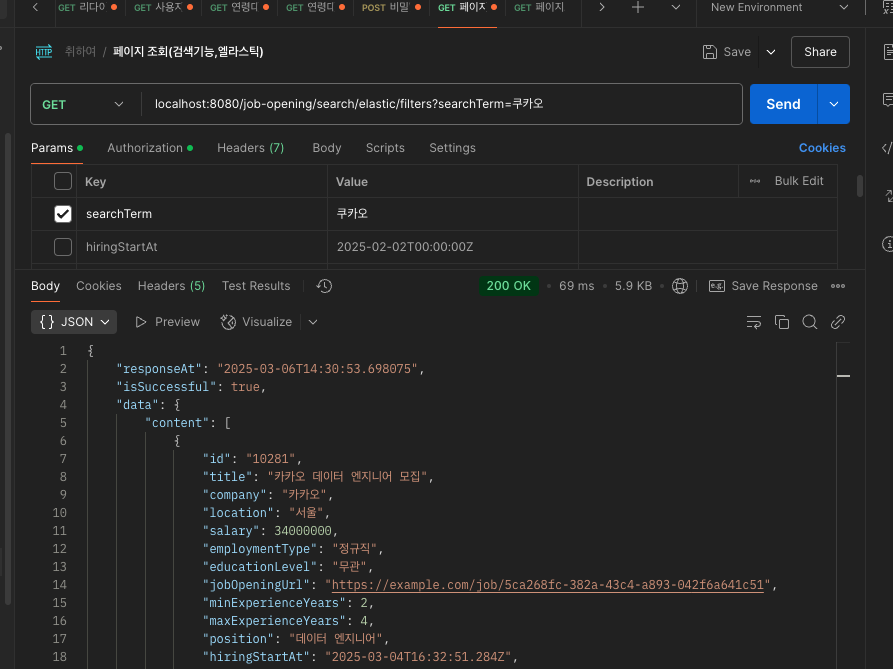 GET 리다이 GET 사용자 GET 연령디 GET 연령디 POST 비밀 GET 페이지 GET 페이지 New Environment
HTTP 취하여 / 페이지 조회(검색기능,엘라스틱) Save Share
GET localhost:8080/job-opening/search/elastic/filters?searchTerm=쿠카오 Send
Params Authorization Headers (7) Body Scripts Settings Cookies
Key Value Description Bulk Edit
searchTerm 쿠카오
hiringStartAt 2025-02-02T00:00:00Z
Body Cookies Headers (5) Test Results 200 OK • 69 ms • 5.9 KB • e.g. Save Response
{} JSON Preview Visualize
1 {
2 "responseAt": "2025-03-06T14:30:53.698075",
3 "isSuccessful": true,
4 "data": {
5 "content": [
6 {
7 "id": "10281",
8 "title": "카카오 데이터 엔지니어 모집",
9 "company": "카카오",
10 "location": "서울",
11 "salary": 34000000,
12 "employmentType": "정규직",
13 "educationLevel": "무관",
14 "jobOpeningUrl": "https://example.com/job/5ca268fc-382a-43c4-a893-042f6a641c51",
15 "minExperienceYears": 2,
16 "maxExperienceYears": 4,
17 "position": "데이터 엔지니어",
18 "hiringStartAt": "2025-03-04T16:32:51.284Z",